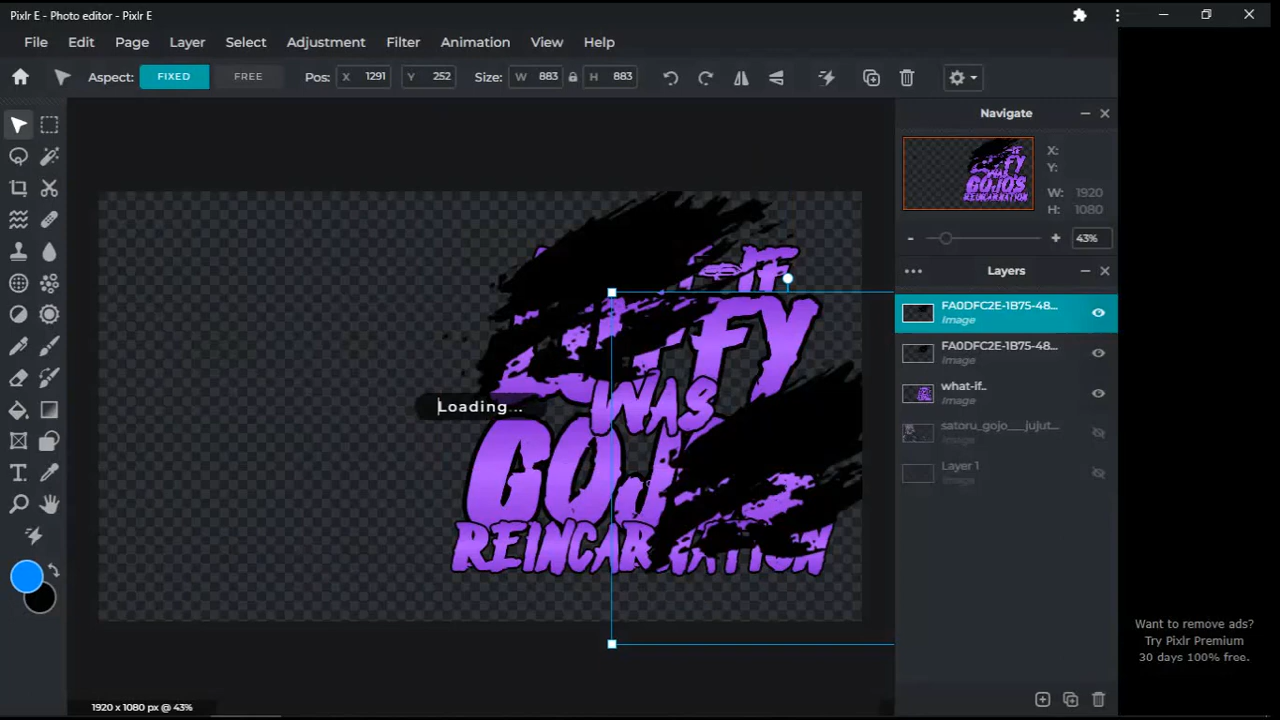 Pixlr E - Photo editor - Pixlr E
File Edit Page Layer Select Adjustment Filter Animation View Help
Aspect: FIXED FREE Pos: X 1291 Y 252 Size: W 883 H 883
Navigate
X:
Y:
W: 1920
H: 1080
43%
Layers
FA0DFC2E-1B75-48...
Image
FA0DFC2E-1B75-48...
Image
what-if..
Image
satoru_gojo___jujut...
Image
Layer 1
Image
IF
FY
WAS
REINCARNATION
Loading...
Want to remove ads?
Try Pixlr Premium
30 days 100% free.
1920 x 1080 px @ 43%